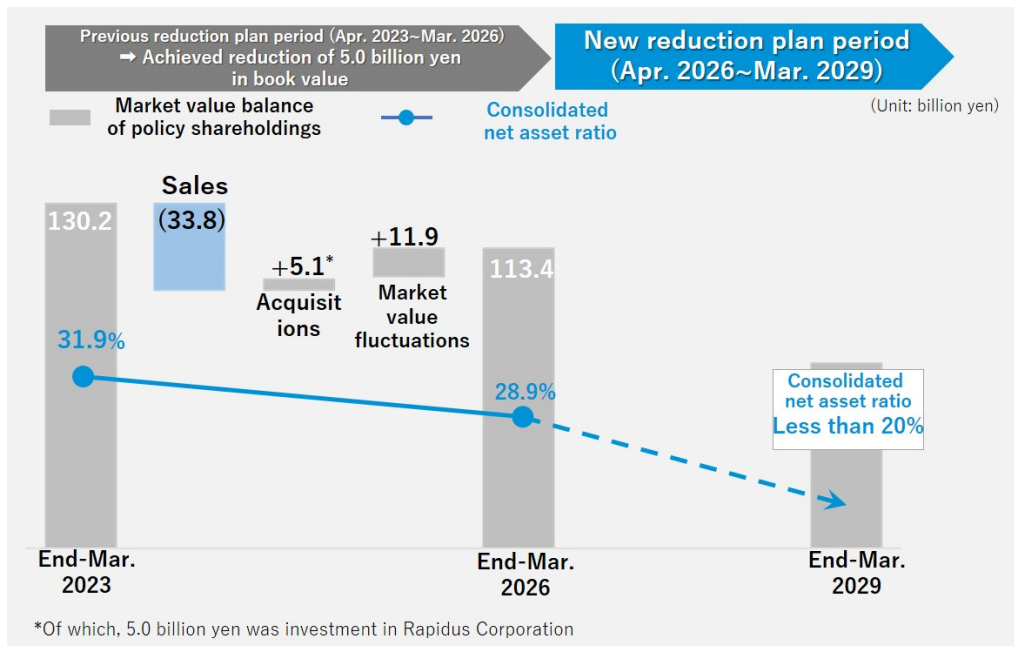 Previous reduction plan period (Apr. 2023~Mar. 2026)
➡ Achieved reduction of 5.0 billion yen
in book value
New reduction plan period
(Apr. 2026~Mar. 2029)
(Unit: billion yen)
Market value balance
of policy shareholdings
Consolidated
net asset ratio
130.2
Sales
(33.8)
+5.1*
Acquisit
ions
+11.9
Market
value
fluctuations
113.4
31.9%
28.9%
Consolidated
net asset ratio
Less than 20%
End-Mar.
2023
End-Mar.
2026
End-Mar.
2029
*Of which, 5.0 billion yen was investment in Rapidus Corporation